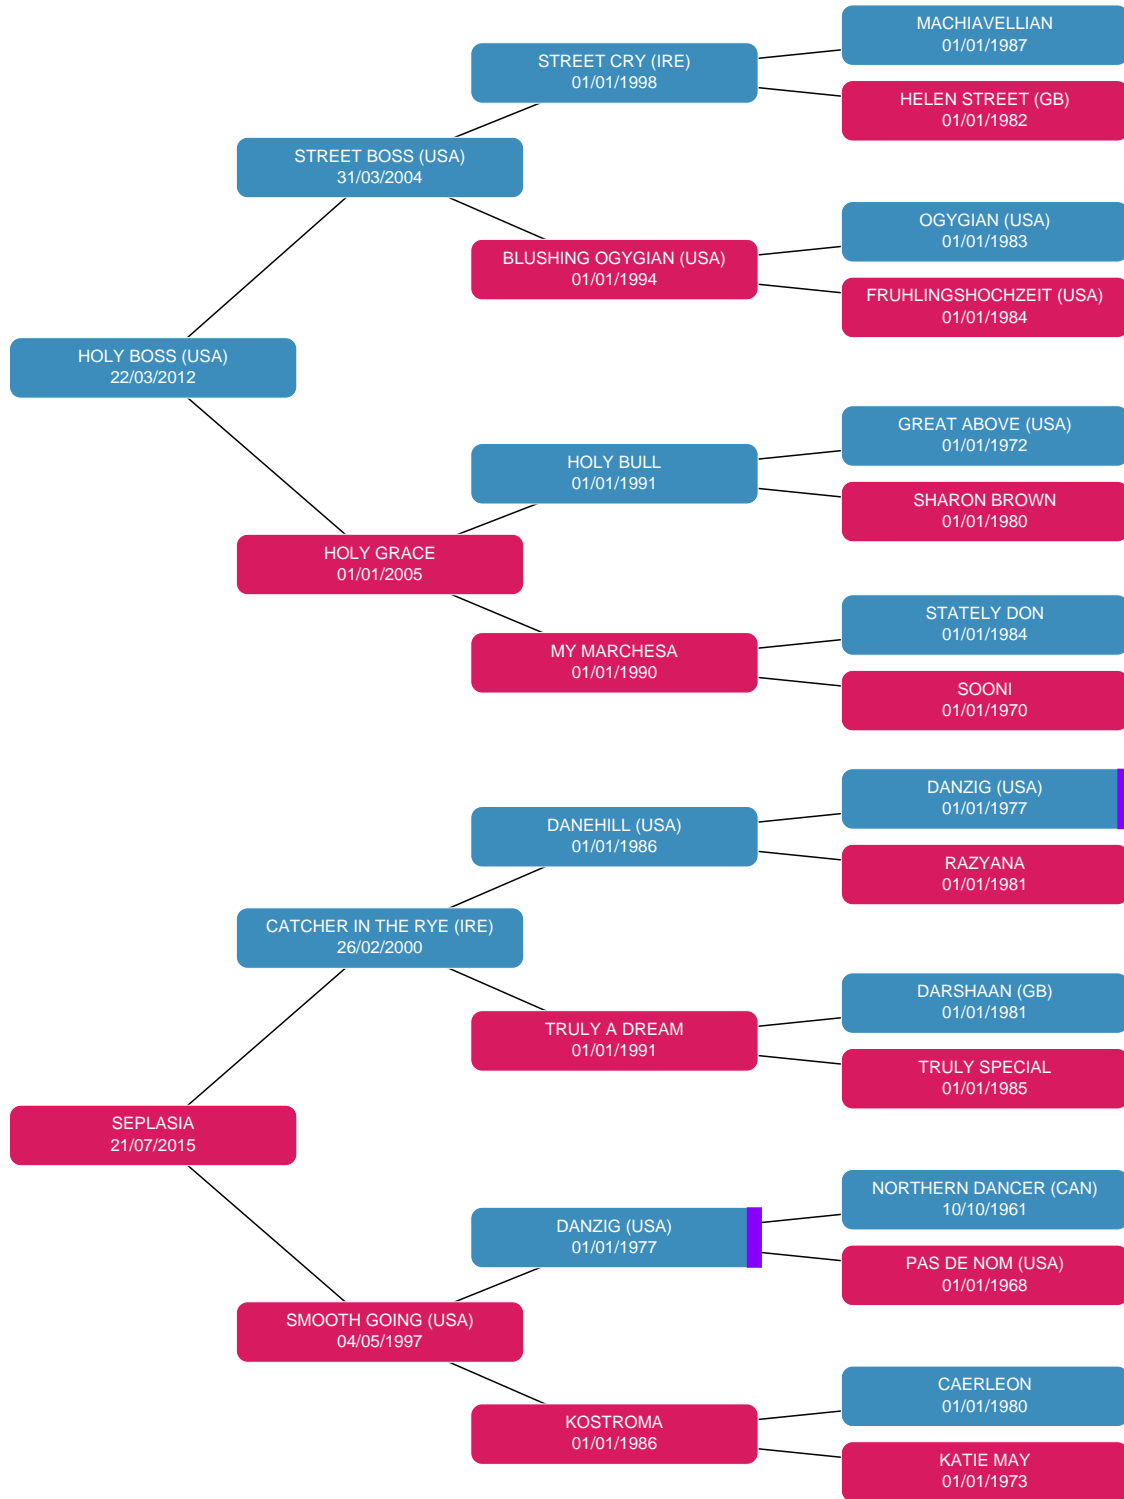 MACHIAVELLIAN
01/01/1987
STREET CRY (IRE)
01/01/1998
HELEN STREET (GB)
01/01/1982
STREET BOSS (USA)
31/03/2004
OGYGIAN (USA)
01/01/1983
BLUSHING OGYGIAN (USA)
01/01/1994
FRUHLINGSHOCHZEIT (USA)
01/01/1984
HOLY BOSS (USA)
22/03/2012
GREAT ABOVE (USA)
01/01/1972
HOLY BULL
01/01/1991
SHARON BROWN
01/01/1980
HOLY GRACE
01/01/2005
STATELY DON
01/01/1984
MY MARCHESA
01/01/1990
SOONI
01/01/1970
DANZIG (USA)
01/01/1977
DANEHILL (USA)
01/01/1986
RAZYANA
01/01/1981
CATCHER IN THE RYE (IRE)
26/02/2000
DARSHAAN (GB)
01/01/1981
TRULY A DREAM
01/01/1991
TRULY SPECIAL
01/01/1985
SEPLASIA
21/07/2015
NORTHERN DANCER (CAN)
10/10/1961
DANZIG (USA)
01/01/1977
PAS DE NOM (USA)
01/01/1968
SMOOTH GOING (USA)
04/05/1997
CAERLEON
01/01/1980
KOSTROMA
01/01/1986
KATIE MAY
01/01/1973